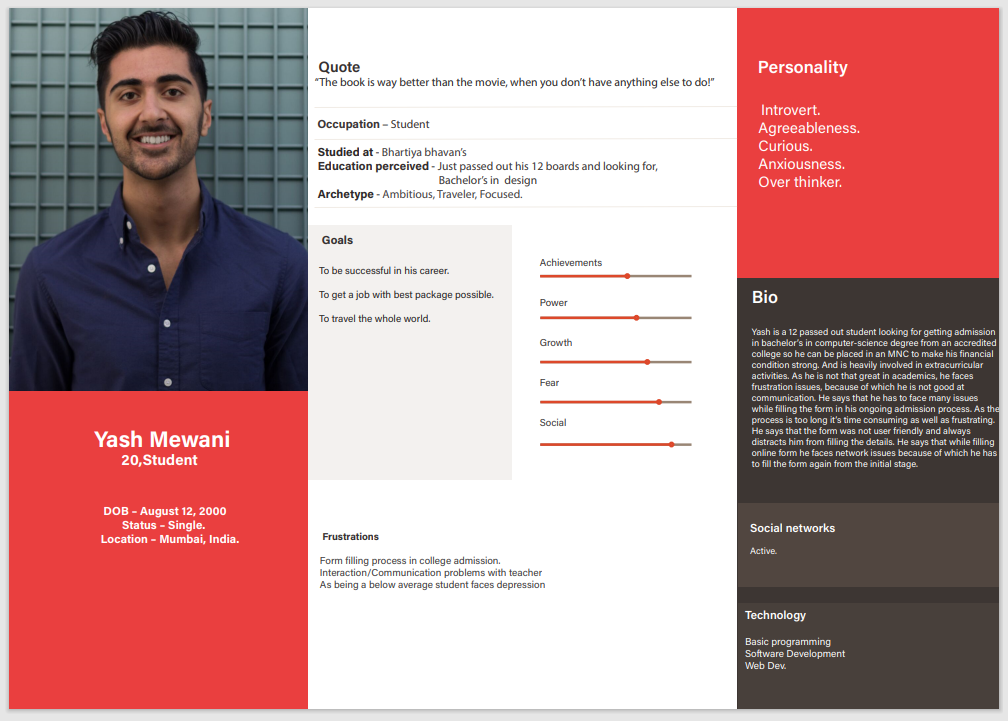 Quote
“The book is way better than the movie, when you don’t have anything else to do!”
Occupation – Student
Studied at - Bhartiya bhavan’s
Education perceived - Just passed out his 12 boards and looking for,
Bachelor’s in  design
Archetype - Ambitious, Traveler, Focused.
Goals
To be successful in his career.
To get a job with best package possible.
To travel the whole world.
Achievements
Power
Growth
Fear
Social
Frustrations
Form filling process in college admission.
Interaction/Communication problems with teacher
As being a below average student faces depression
Yash Mewani
20,Student
DOB – August 12, 2000
Status – Single.
Location – Mumbai, India.
Personality
Introvert.
Agreeableness.
Curious.
Anxiousness.
Over thinker.
Bio
Yash is a 12 passed out student looking for getting admission
in bachelor's in computer-science degree from an accredited
college so he can be placed in an MNC to make his financial
condition strong. And is heavily involved in extracurricular
activities. As he is not that great in academics, he faces
frustration issues, because of which he is not good at
communication. He says that he has to face many issues
while filling the form in his ongoing admission process. As the
process is too long it's time consuming as well as frustrating.
He says that the form was not user friendly and always
distracts him from filling the details. He says that while filling
online form he faces network issues because of which he has
to fill the form again from the initial stage.
Social networks
Active.
Technology
Basic programming
Software Development
Web Dev.